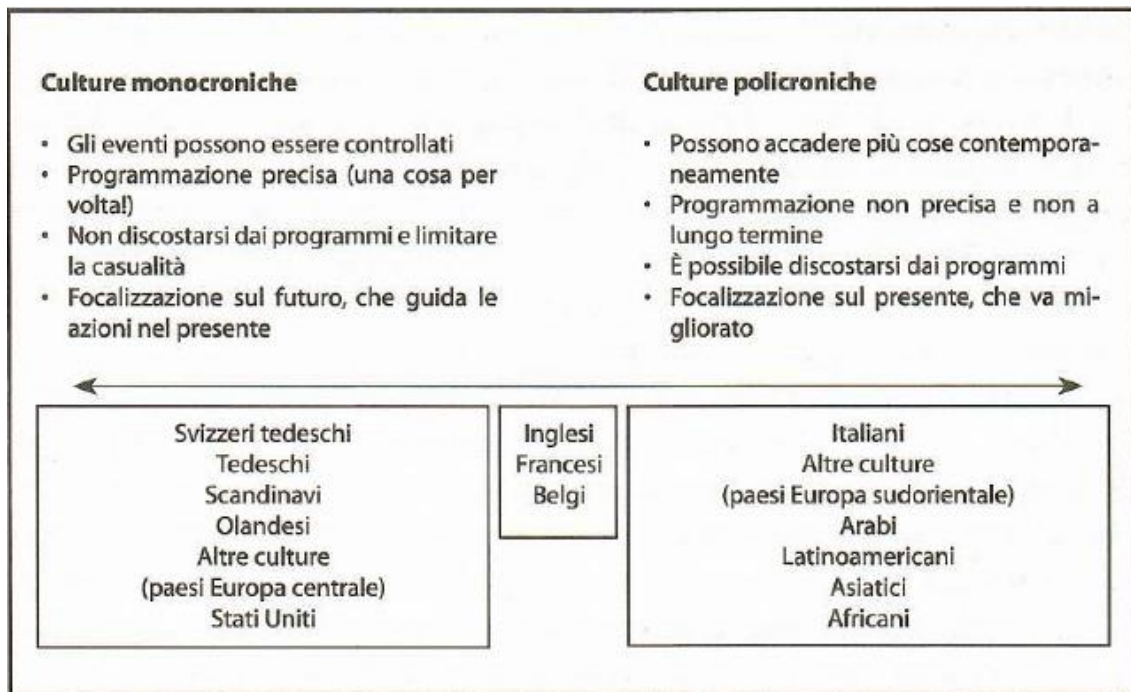 Culture monocroniche
• Gli eventi possono essere controllati
• Programmazione precisa (una cosa per
volta!)
• Non discostarsi dai programmi e limitare
la casualità
• Focalizzazione sul futuro, che guida le
azioni nel presente
Culture policroniche
• Possono accadere più cose contempora-
neamente
• Programmazione non precisa e non a
lungo termine
• È possibile discostarsi dai programmi
• Focalizzazione sul presente, che va mi-
gliorato
Svizzeri tedeschi
Tedeschi
Scandinavi
Olandesi
Altre culture
(paesi Europa centrale)
Stati Uniti
Inglesi
Francesi
Belgi
Italiani
Altre culture
(paesi Europa sudorientale)
Arabi
Latinoamericani
Asiatici
Africani